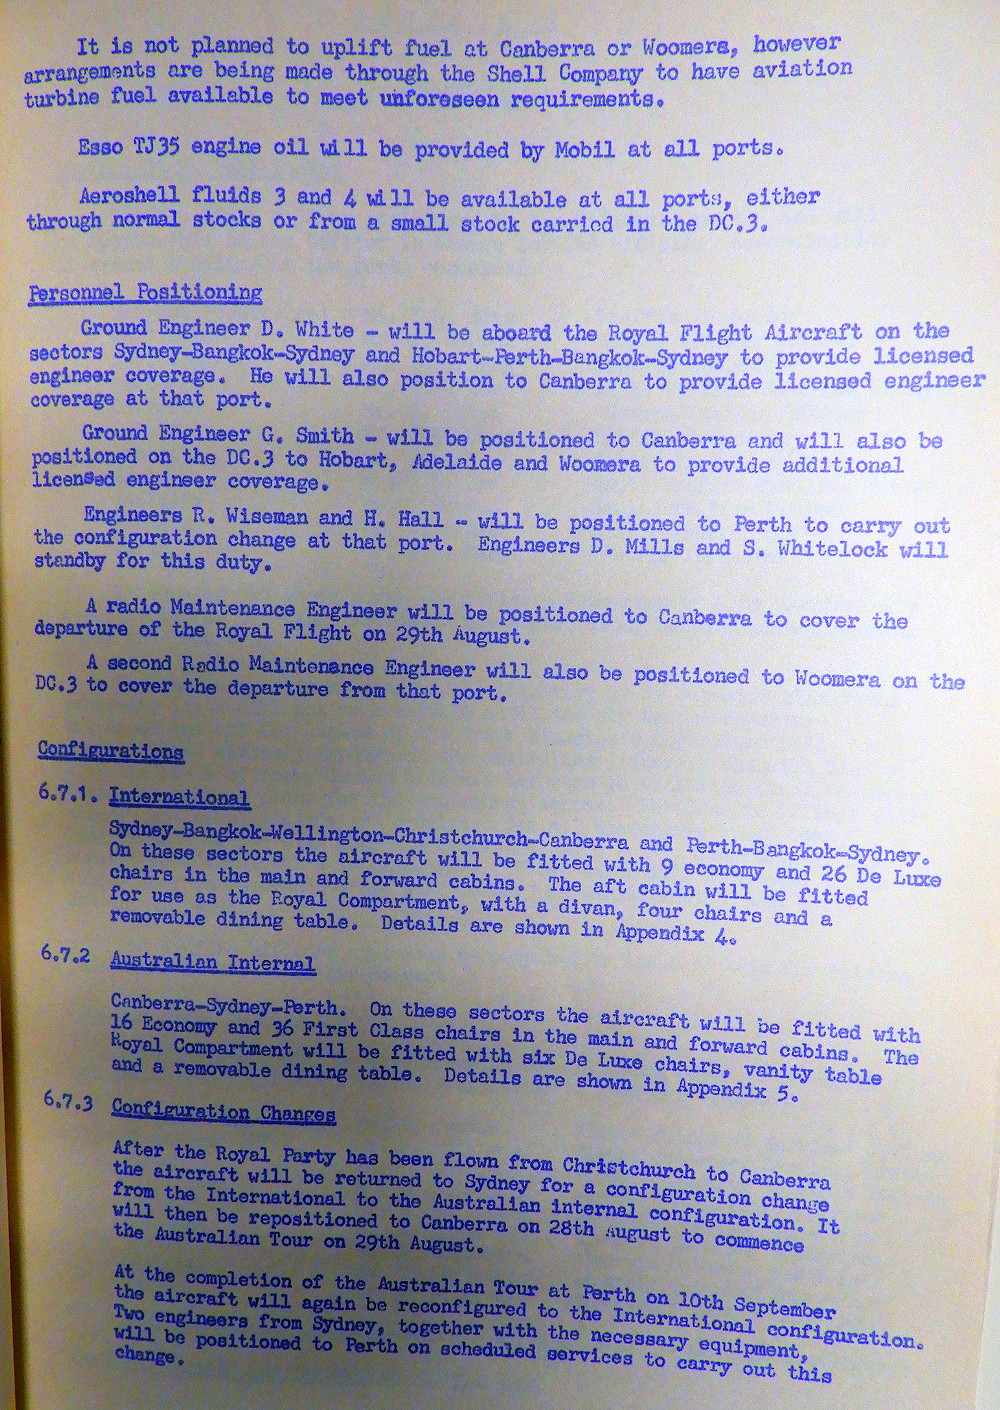 It is not planned to uplift fuel at Canberra or Woomera, however
arrangements are being made through the Shell Company to have aviation
turbine fuel available to meet unforeseen requirements.
Esso TJ35 engine oil will be provided by Mobil at all ports.
Aeroshell fluids 3 and 4 will be available at all ports, either
through normal stocks or from a small stock carried in the DC.3.
Personnel Positioning
Ground Engineer D. White - will be aboard the Royal Flight Aircraft on the
sectors Sydney-Bangkok-Sydney and Hobart-Perth-Bangkok-Sydney to provide licensed
engineer coverage. He will also position to Canberra to provide licensed engineer
coverage at that port.
Ground Engineer G. Smith - will be positioned to Canberra and will also be
positioned on the DC.3 to Hobart, Adelaide and Woomera to provide additional
licensed engineer coverage.
Engineers R. Wiseman and H. Hall - will be positioned to Perth to carry out
the configuration change at that port. Engineers D. Mills and S. Whitelock will
standby for this duty.
A radio Maintenance Engineer will be positioned to Canberra to cover the
departure of the Royal Flight on 29th August.
A second Radio Maintenance Engineer will also be positioned to Woomera on the
DC.3 to cover the departure from that port.
Configurations
6.7.1. International
Sydney-Bangkok-Wellington-Christchurch-Canberra and Perth-Bangkok-Sydney.
On these sectors the aircraft will be fitted with 9 economy and 26 De Luxe
chairs in the main and forward cabins. The aft cabin will be fitted
for use as the Royal Compartment, with a divan, four chairs and a
removable dining table. Details are shown in Appendix 4.
6.7.2 Australian Internal
Canberra-Sydney-Perth. On these sectors the aircraft will be fitted with
16 Economy and 36 First Class chairs in the main and forward cabins. The
Royal Compartment will be fitted with six De Luxe chairs, vanity table
and a removable dining table. Details are shown in Appendix 5.
6.7.3 Configuration Changes
After the Royal Party has been flown from Christchurch to Canberra
the aircraft will be returned to Sydney for a configuration change
from the International to the Australian internal configuration. It
will then be repositioned to Canberra on 28th August to commence
the Australian Tour on 29th August.
At the completion of the Australian Tour at Perth on 10th September
the aircraft will again be reconfigured to the International configuration.
Two engineers from Sydney, together with the necessary equipment,
will be positioned to Perth on scheduled services to carry out this
change.